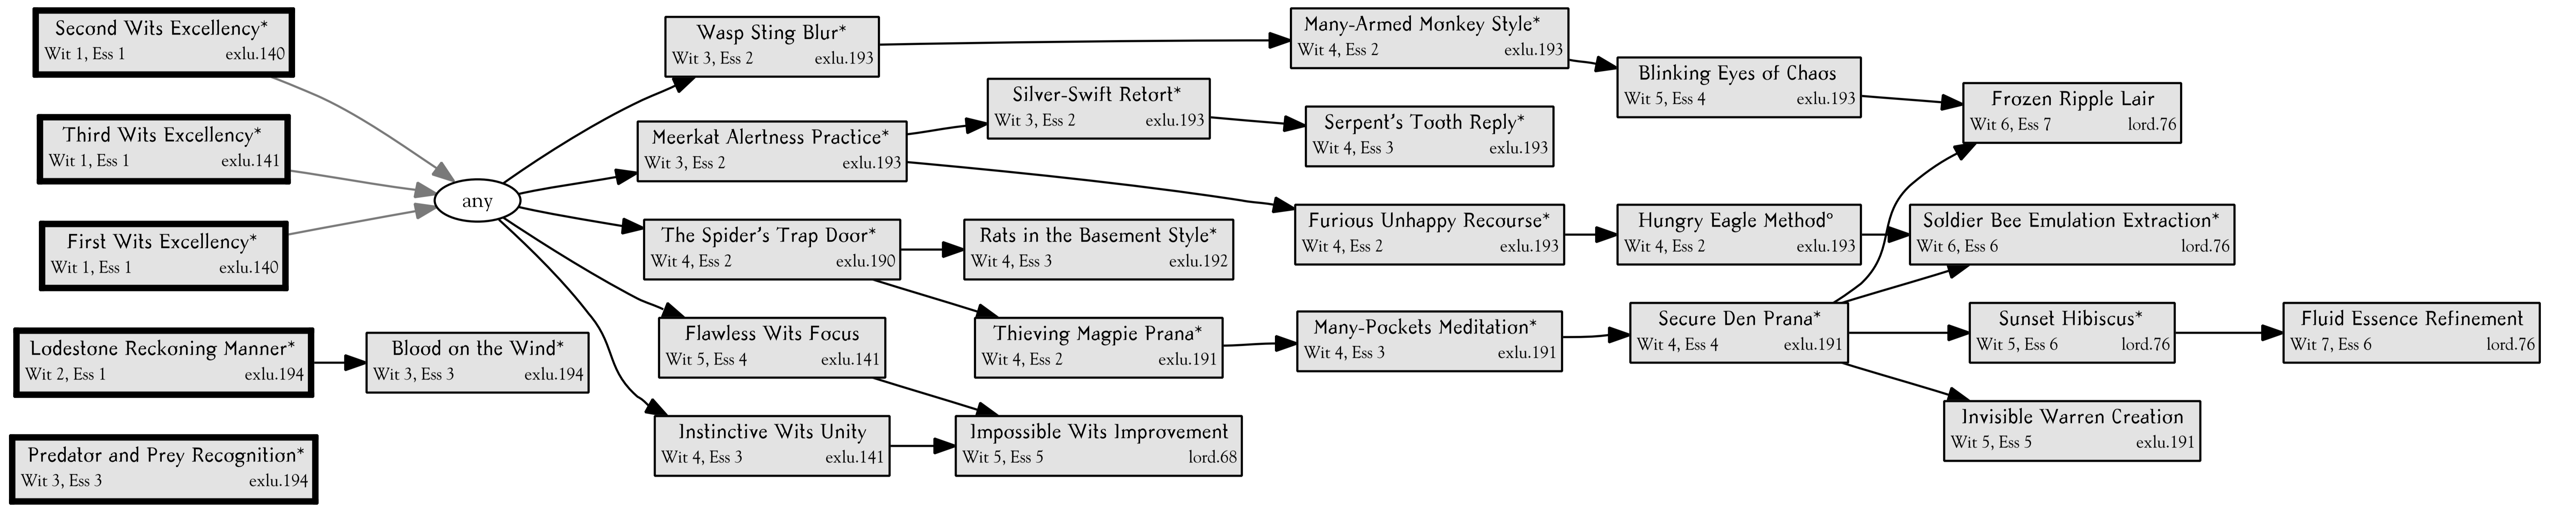 Second Wits Excellency*
Wit 1, Ess 1 exlu.140
Third Wits Excellency*
Wit 1, Ess 1 exlu.141
First Wits Excellency*
Wit 1, Ess 1 exlu.140
Lodestone Reckoning Manner*
Wit 2, Ess 1 exlu.194
Predator and Prey Recognition*
Wit 3, Ess 3 exlu.194
Blood on the Wind*
Wit 3, Ess 3 exlu.194
any
Wasp Sting Blur*
Wit 3, Ess 2 exlu.193
Meerkat Alertness Practice*
Wit 3, Ess 2 exlu.193
The Spider's Trap Door*
Wit 4, Ess 2 exlu.190
Flawless Wits Focus
Wit 5, Ess 4 exlu.141
Instinctive Wits Unity
Wit 4, Ess 3 exlu.141
Silver-Swift Retort*
Wit 3, Ess 2 exlu.193
Rats in the Basement Style*
Wit 4, Ess 3 exlu.192
Thieving Magpie Prana*
Wit 4, Ess 2 exlu.191
Impossible Wits Improvement
Wit 5, Ess 5 lord.68
Many-Armed Monkey Style*
Wit 4, Ess 2 exlu.193
Serpent's Tooth Reply*
Wit 4, Ess 3 exlu.193
Furious Unhappy Recourse*
Wit 4, Ess 2 exlu.193
Many-Pockets Meditation*
Wit 4, Ess 3 exlu.191
Blinking Eyes of Chaos
Wit 5, Ess 4 exlu.193
Hungry Eagle Method°
Wit 4, Ess 2 exlu.193
Secure Den Prana*
Wit 4, Ess 4 exlu.191
Frozen Ripple Lair
Wit 6, Ess 7 lord.76
Soldier Bee Emulation Extraction*
Wit 6, Ess 6 lord.76
Sunset Hibiscus*
Wit 5, Ess 6 lord.76
Invisible Warren Creation
Wit 5, Ess 5 exlu.191
Fluid Essence Refinement
Wit 7, Ess 6 lord.76